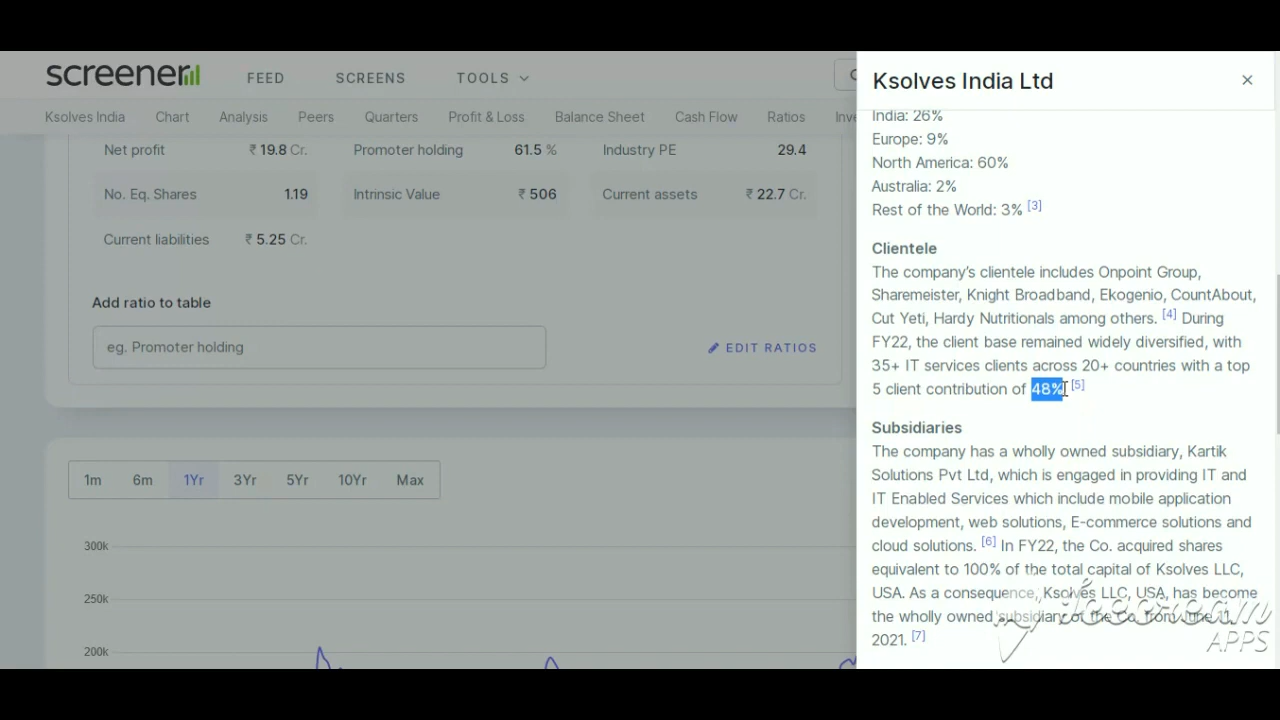 screener
FEED
SCREENS
TOOLS
Ksolves India
Chart
Analysis
Peers
Quarters
Profit & Loss
Balance Sheet
Cash Flow
Ratios
Net profit ₹ 19.8 Cr.
Promoter holding 61.5 %
Industry PE 29.4
No. Eq. Shares 1.19
Intrinsic Value ₹ 506
Current assets ₹ 22.7 Cr.
Current liabilities ₹ 5.25 Cr.
Add ratio to table
eg. Promoter holding
EDIT RATIOS
1m 6m 1Yr 3Yr 5Yr 10Yr Max
300k
250k
200k
Ksolves India Ltd ×
India: 26%
Europe: 9%
North America: 60%
Australia: 2%
Rest of the World: 3% [3]
Clientele
The company's clientele includes Onpoint Group,
Sharemeister, Knight Broadband, Ekogenio, CountAbout,
Cut Yeti, Hardy Nutritionals among others. [4] During
FY22, the client base remained widely diversified, with
35+ IT services clients across 20+ countries with a top
5 client contribution of 48% [5]
Subsidiaries
The company has a wholly owned subsidiary, Kartik
Solutions Pvt Ltd, which is engaged in providing IT and
IT Enabled Services which include mobile application
development, web solutions, E-commerce solutions and
cloud solutions. [6] In FY22, the Co. acquired shares
equivalent to 100% of the total capital of Ksolves LLC,
USA. As a consequence, Ksolves LLC, USA, has become
the wholly owned subsidiary of the Co. from June
2021. [7]
APPS